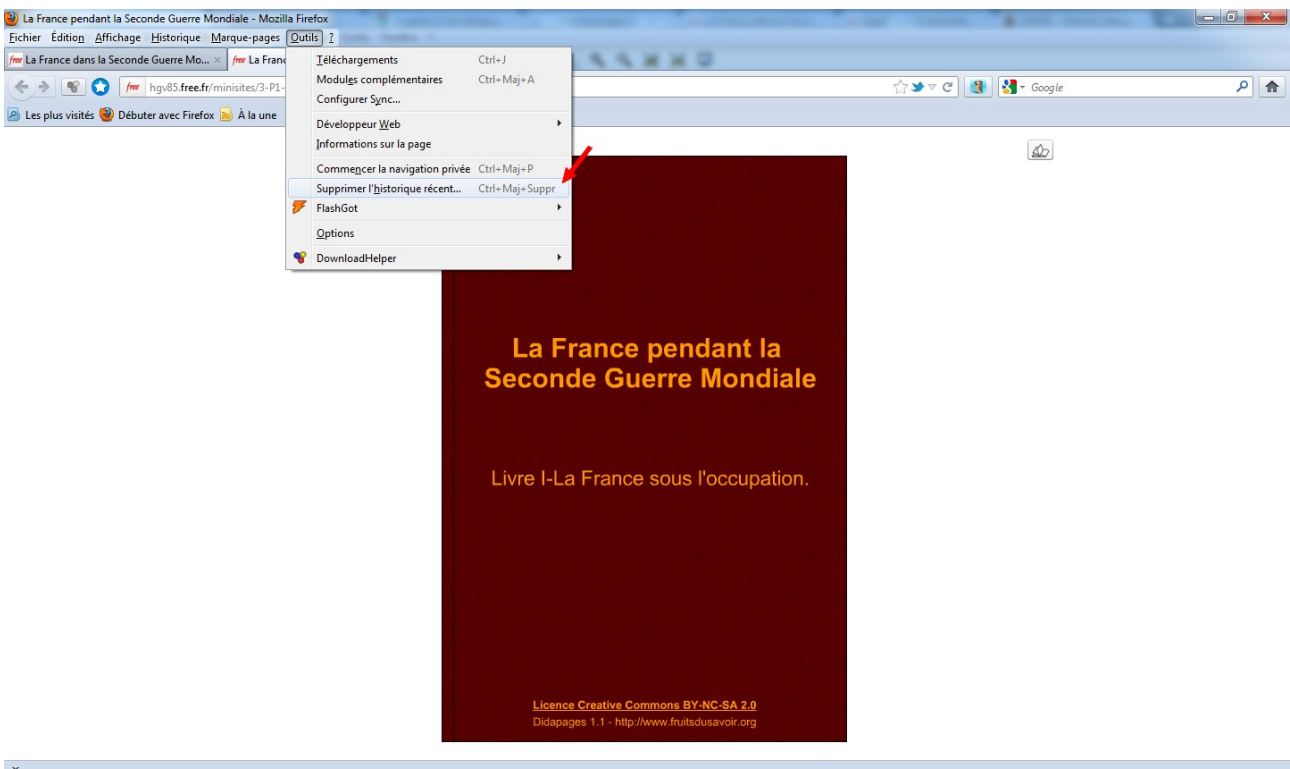 La France pendant la Seconde Guerre Mondiale - Mozilla Firefox
Fichier Édition Affichage Historique Marque-pages Outils ?
free La France dans la Seconde Guerre Mo... × free La Franc
free hgv85.free.fr/minisites/3-P1- Google
Les plus visités Débuter avec Firefox À la une
Téléchargements Ctrl+J
Modules complémentaires Ctrl+Maj+A
Configurer Sync...
Développeur Web
Informations sur la page
Commencer la navigation privée Ctrl+Maj+P
Supprimer l'historique récent... Ctrl+Maj+Suppr
FlashGot
Options
DownloadHelper
La France pendant la
Seconde Guerre Mondiale
Livre I-La France sous l'occupation.
Licence Creative Commons BY-NC-SA 2.0
Didapages 1.1 - http://www.fruitsdusavoir.org